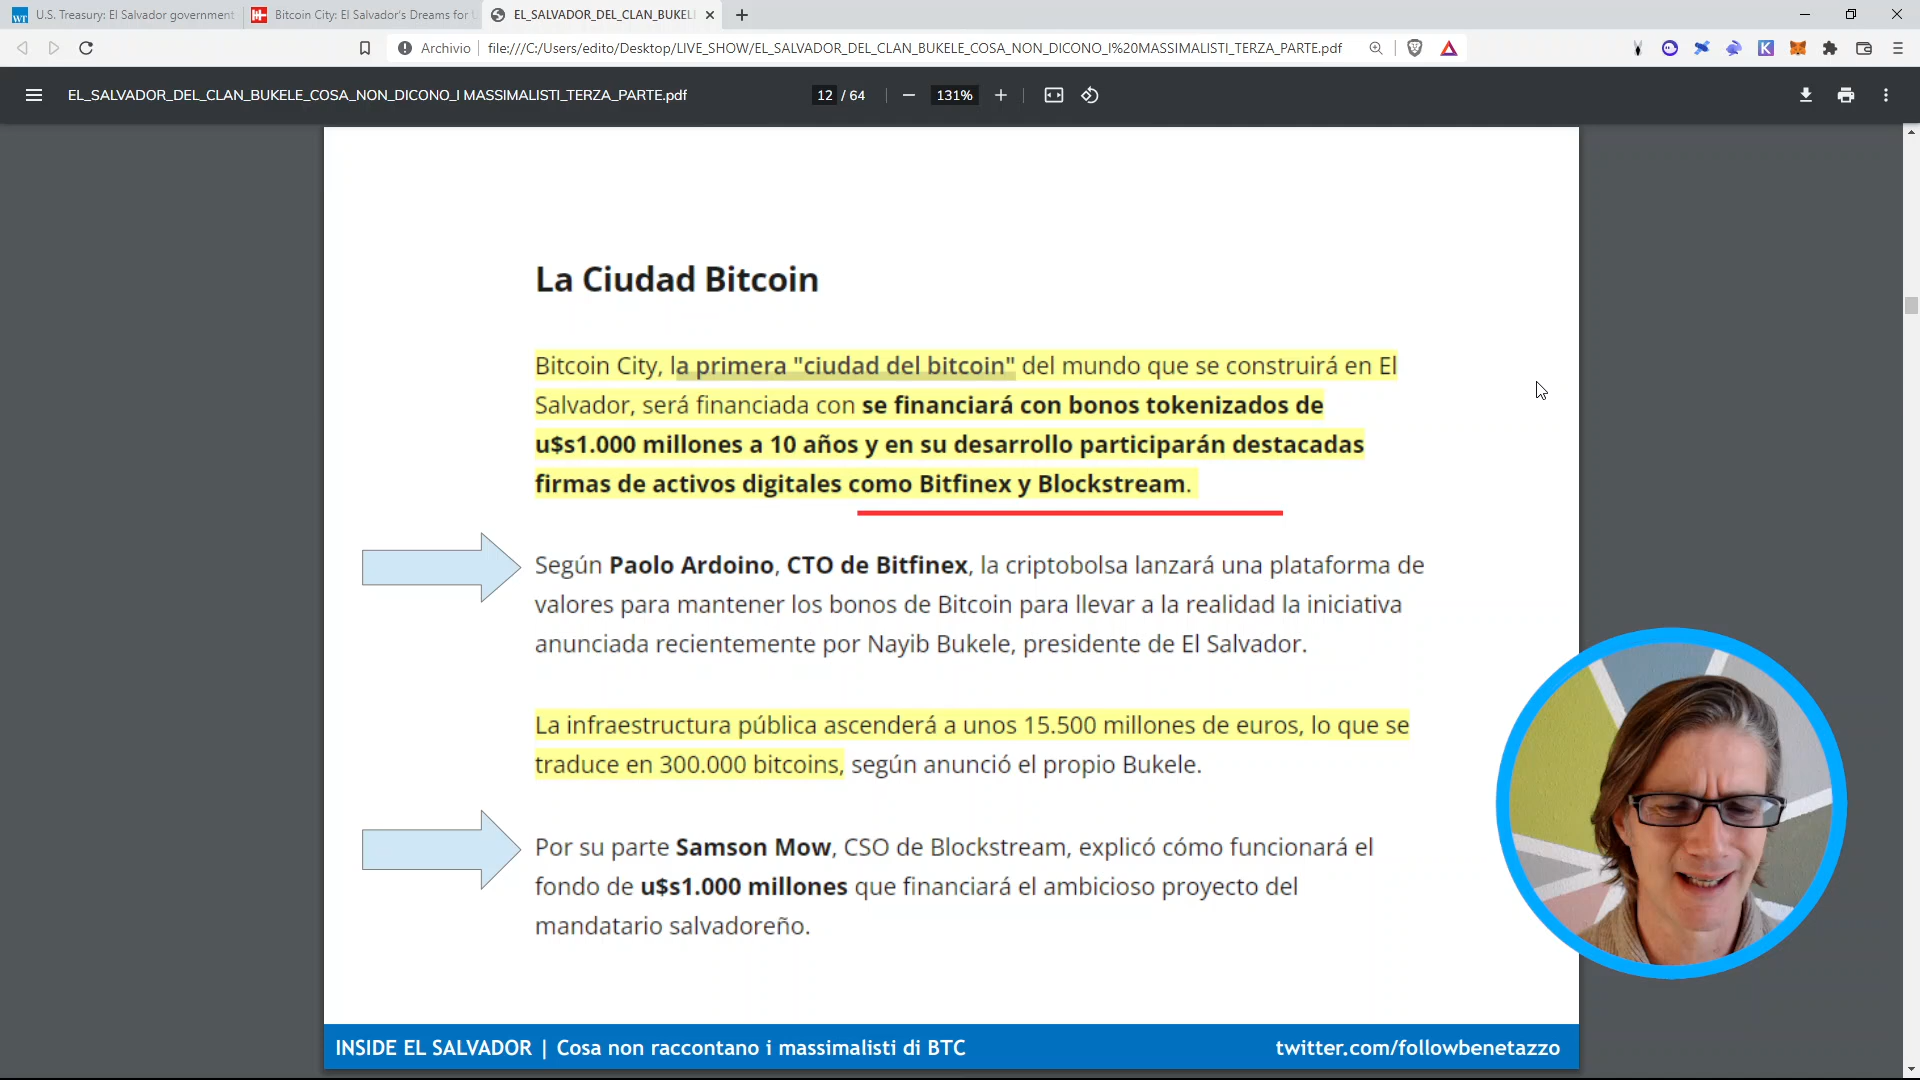 U.S. Treasury: El Salvador government
Bitcoin City: El Salvador's Dreams for
EL_SALVADOR_DEL_CLAN_BUKEL
Archivio
file:///C:/Users/edito/Desktop/LIVE_SHOW/EL_SALVADOR_DEL_CLAN_BUKELE_COSA_NON_DICONO_I%20MASSIMALISTI_TERZA_PARTE.pdf
EL_SALVADOR_DEL_CLAN_BUKELE_COSA_NON_DICONO_I MASSIMALISTI_TERZA_PARTE.pdf
12 / 64
131%
La Ciudad Bitcoin
Bitcoin City, la primera "ciudad del bitcoin" del mundo que se construirá en El
Salvador, será financiada con se financiará con bonos tokenizados de
u$s1.000 millones a 10 años y en su desarrollo participarán destacadas
firmas de activos digitales como Bitfinex y Blockstream.
Según Paolo Ardoino, CTO de Bitfinex, la criptobolsa lanzará una plataforma de
valores para mantener los bonos de Bitcoin para llevar a la realidad la iniciativa
anunciada recientemente por Nayib Bukele, presidente de El Salvador.
La infraestructura pública ascenderá a unos 15.500 millones de euros, lo que se
traduce en 300.000 bitcoins, según anunció el propio Bukele.
Por su parte Samson Mow, CSO de Blockstream, explicó cómo funcionará el
fondo de u$s1.000 millones que financiará el ambicioso proyecto del
mandatario salvadoreño.
INSIDE EL SALVADOR | Cosa non raccontano i massimalisti di BTC
twitter.com/followbenetazzo